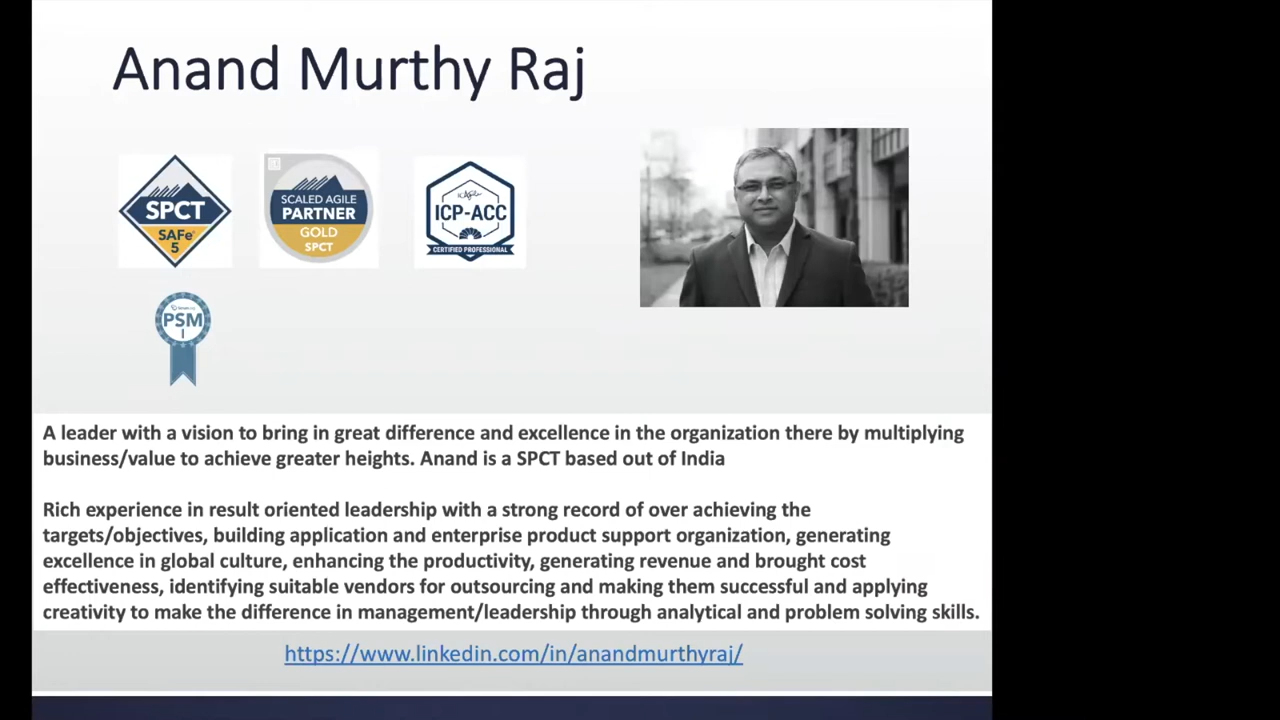 Anand Murthy Raj
SPCT
SAFe®
5
SCALED AGILE
PARTNER
GOLD
SPCT
ICAgile
ICP-ACC
CERTIFIED PROFESSIONAL
PSM
I
A leader with a vision to bring in great difference and excellence in the organization there by multiplying
business/value to achieve greater heights. Anand is a SPCT based out of India
Rich experience in result oriented leadership with a strong record of over achieving the
targets/objectives, building application and enterprise product support organization, generating
excellence in global culture, enhancing the productivity, generating revenue and brought cost
effectiveness, identifying suitable vendors for outsourcing and making them successful and applying
creativity to make the difference in management/leadership through analytical and problem solving skills.
https://www.linkedin.com/in/anandmurthyraj/